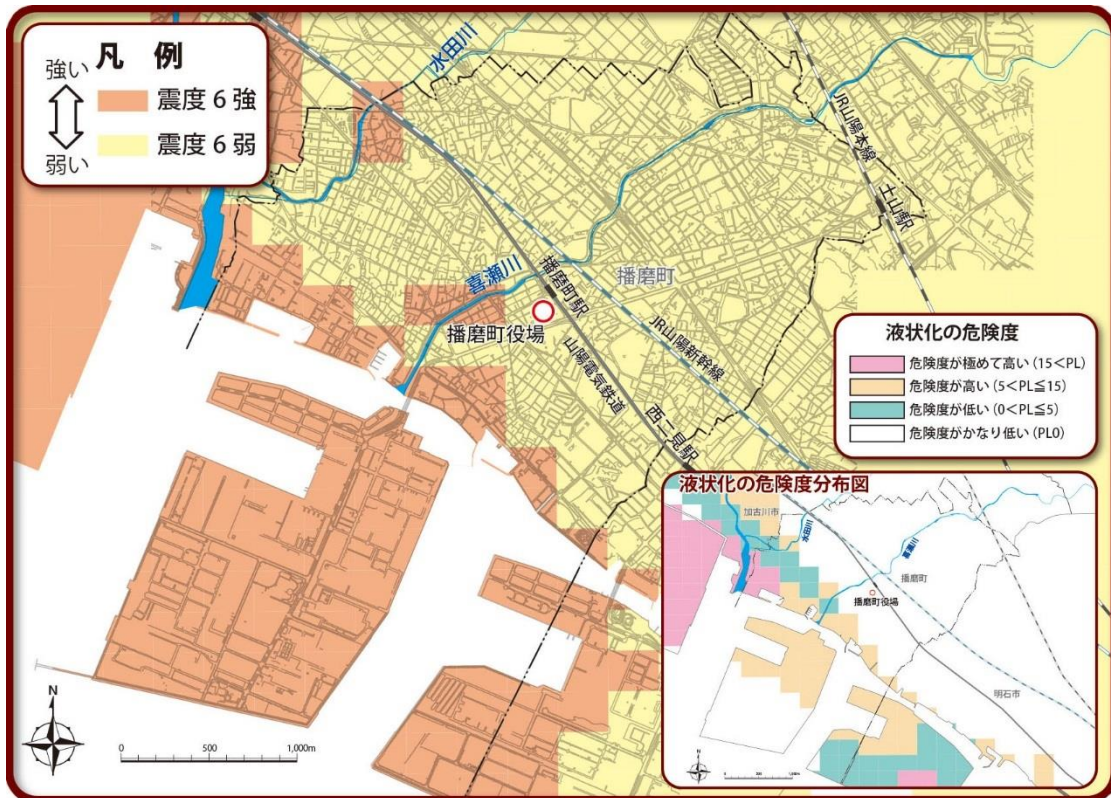 凡 例
強い
弱い
震度6強
震度6弱
水田川
JR山陽本線
土山駅
喜瀬川
播磨町駅
播磨町
播磨町役場
JR山陽新幹線
山陽電気鉄道
西二見駅
液状化の危険度
危険度が極めて高い (15<PL)
危険度が高い (5<PL≦15)
危険度が低い (0<PL≦5)
危険度がかなり低い (PL0)
液状化の危険度分布図
加古川市
水田川
喜瀬川
播磨町
播磨町役場
明石市
N
0 500 1,000m
N
0 500 1,000m